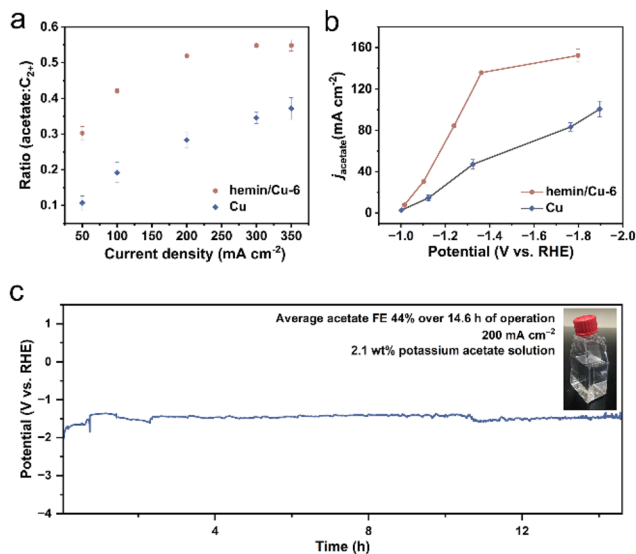 a
0.6
0.5
0.4
0.3
0.2
0.1
Ratio (acetate:C₂₊)
hemin/Cu-6
Cu
50 100 150 200 250 300 350
Current density (mA cm⁻²)
b
160
120
80
40
0
jacetate(mA cm⁻²)
hemin/Cu-6
Cu
−1.0 −1.2 −1.4 −1.6 −1.8 −2.0
Potential (V vs. RHE)
c
1
0
−1
−2
−3
−4
Potential (V vs. RHE)
Average acetate FE 44% over 14.6 h of operation
200 mA cm⁻²
2.1 wt% potassium acetate solution
4 8 12
Time (h)